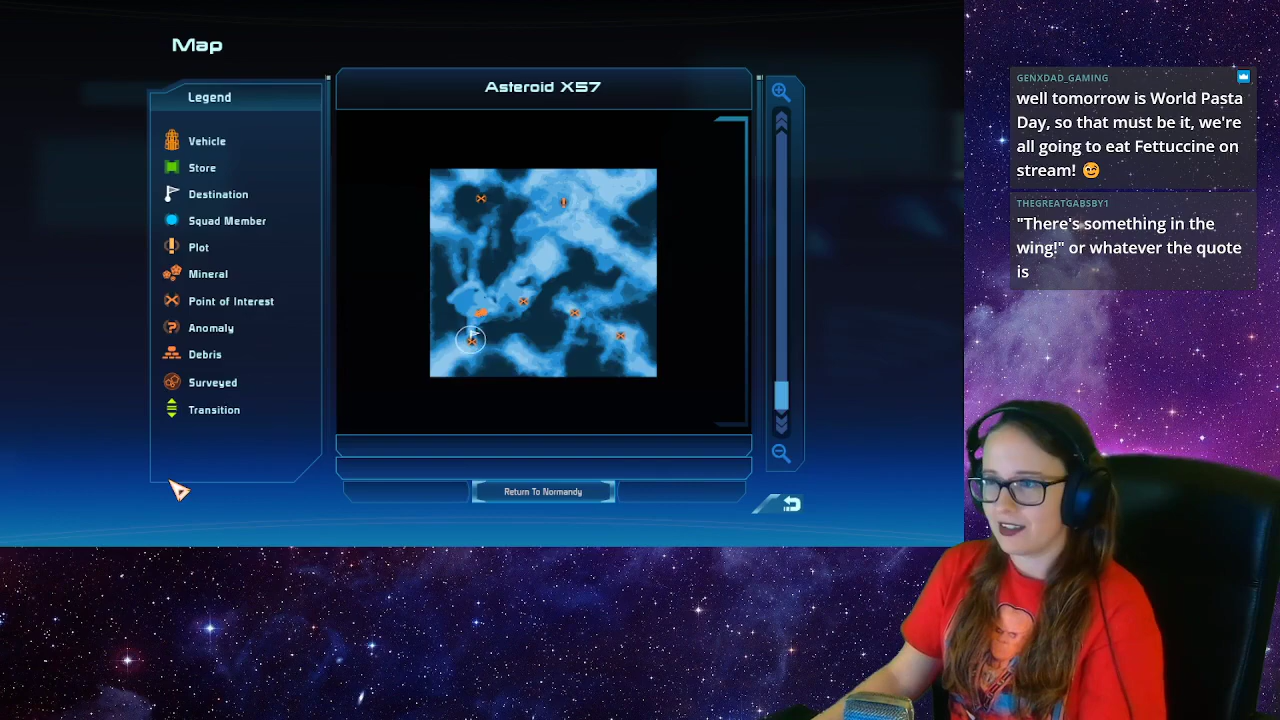 Map
Legend
Vehicle
Store
Destination
Squad Member
Plot
Mineral
Point of Interest
Anomaly
Debris
Surveyed
Transition
Asteroid X57
Return To Normandy
GENXDAD_GAMING
well tomorrow is World Pasta
Day, so that must be it, we're
all going to eat Fettuccine on
stream! 😉
THEGREATGABSBY1
"There's something in the
wing!" or whatever the quote
is